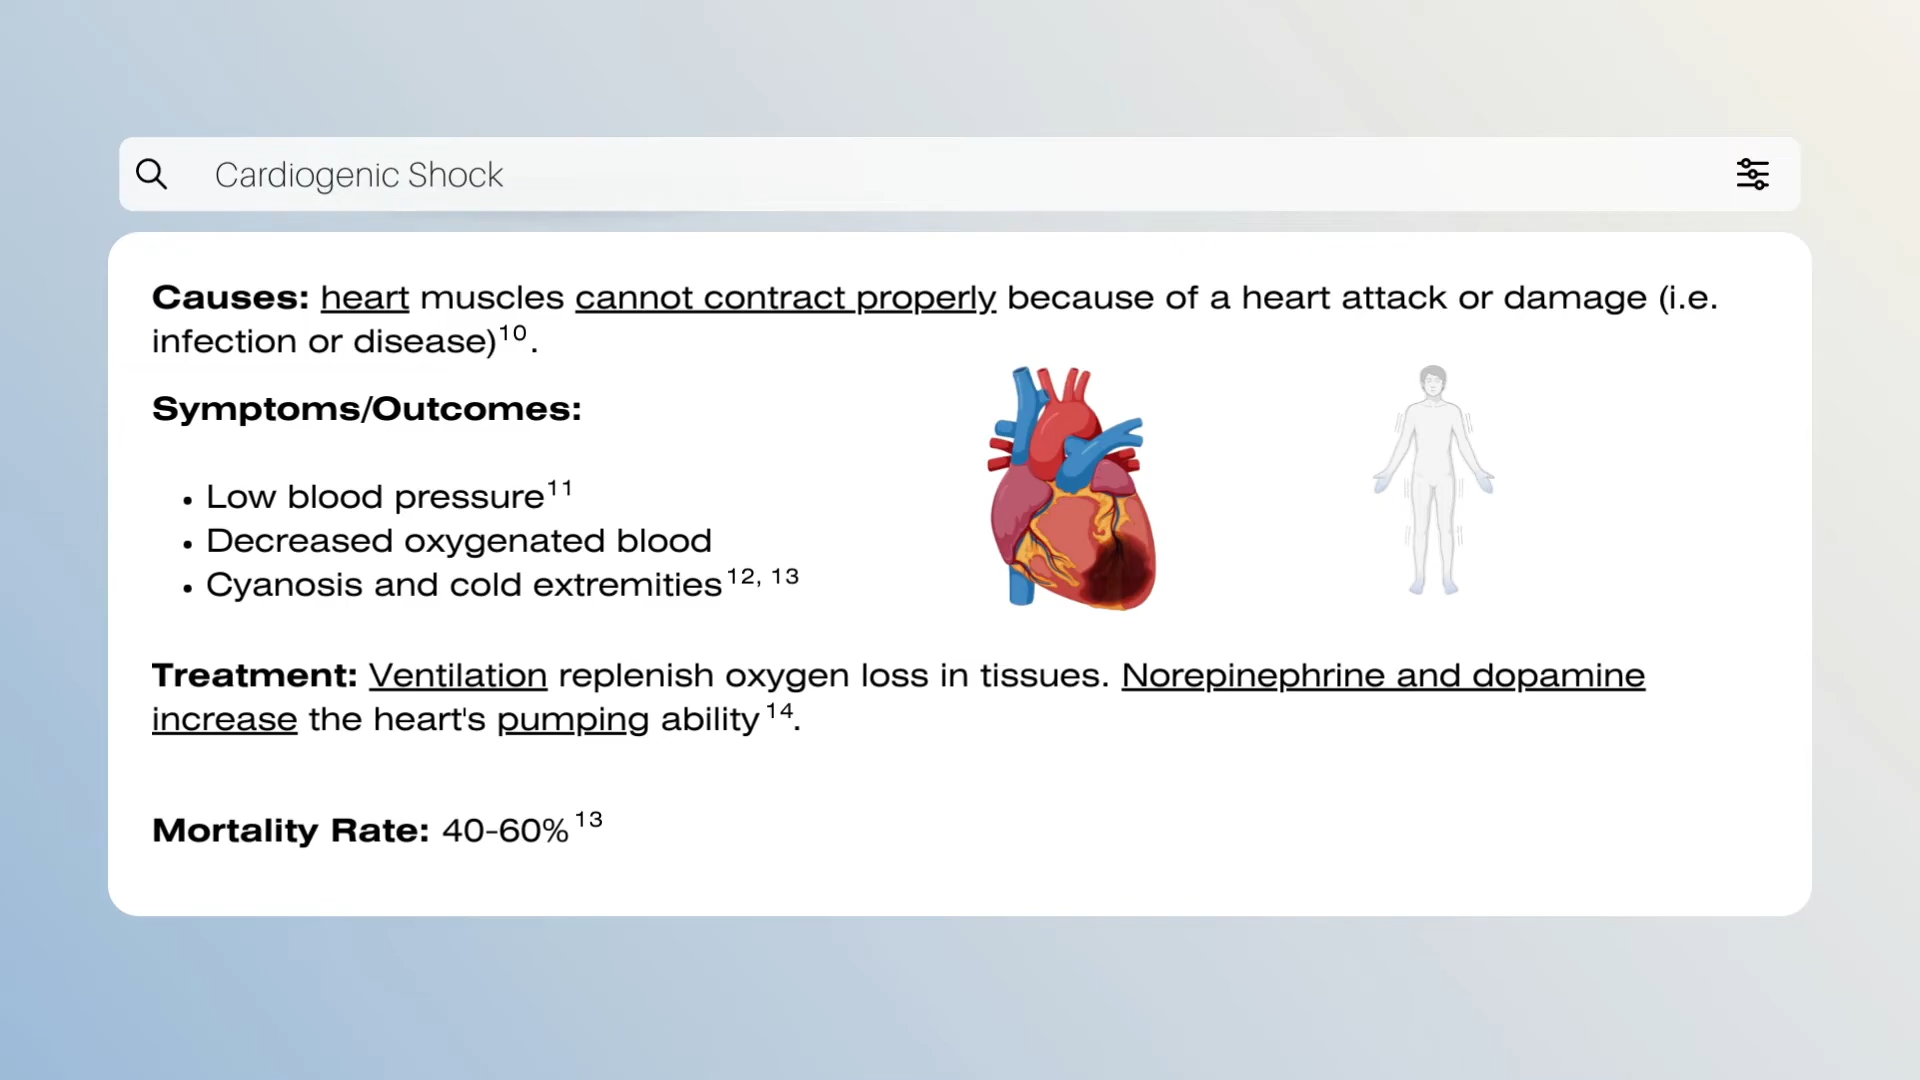 Cardiogenic Shock
Causes: heart muscles cannot contract properly because of a heart attack or damage (i.e.
infection or disease)¹⁰.
Symptoms/Outcomes:
• Low blood pressure¹¹
• Decreased oxygenated blood
• Cyanosis and cold extremities¹²,¹³
Treatment: Ventilation replenish oxygen loss in tissues. Norepinephrine and dopamine
increase the heart's pumping ability¹⁴.
Mortality Rate: 40-60%¹³